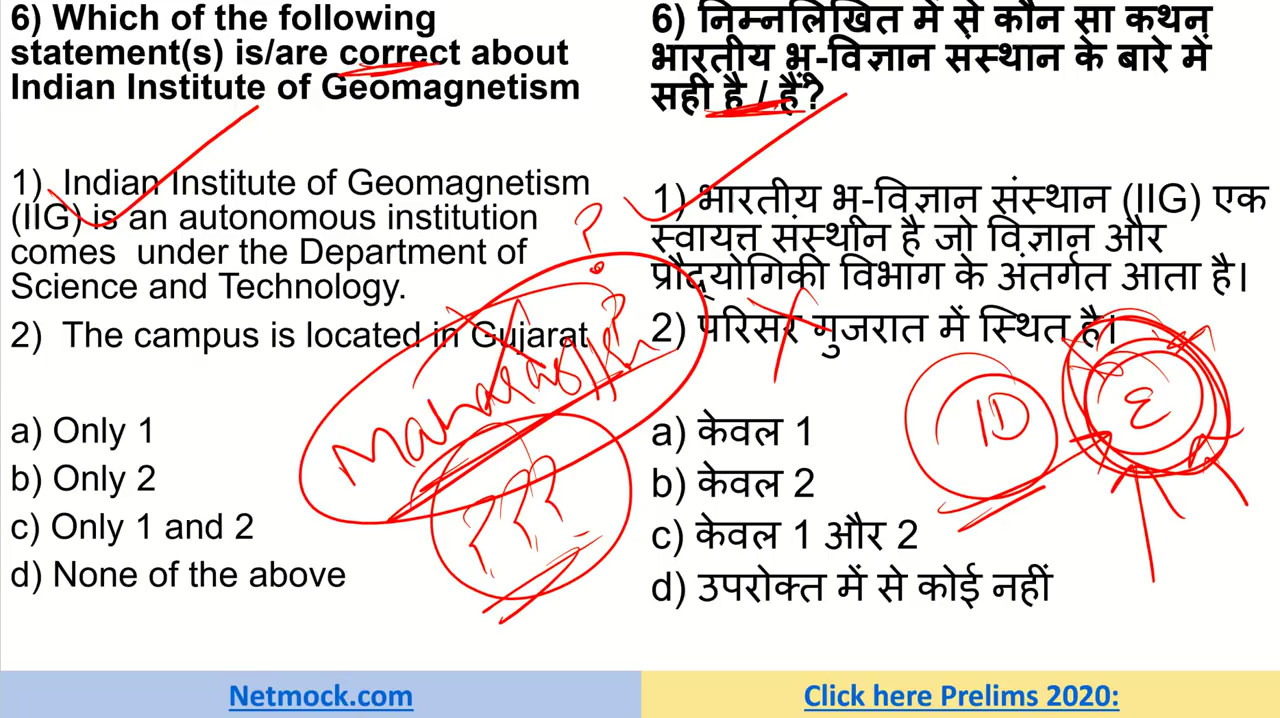 6) Which of the following
statement(s) is/are correct about
Indian Institute of Geomagnetism
1) Indian Institute of Geomagnetism
(IIG) is an autonomous institution
comes under the Department of
Science and Technology.
2) The campus is located in Gujarat
Maharashtra
? ?
? ? ?
a) Only 1
b) Only 2
c) Only 1 and 2
d) None of the above
6) निम्नलिखित में से कौन सा कथन
भारतीय भू-विज्ञान संस्थान के बारे में
सही है / हैं?
1) भारतीय भू-विज्ञान संस्थान (IIG) एक
स्वायत्त संस्थान है जो विज्ञान और
प्रौद्योगिकी विभाग के अंतर्गत आता है।
2) परिसर गुजरात में स्थित है।
D E
a) केवल 1
b) केवल 2
c) केवल 1 और 2
d) उपरोक्त में से कोई नहीं
Netmock.com
Click here Prelims 2020: